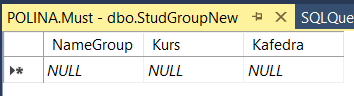 POLINA.Must - dbo.StudGroupNew SQLQue
NameGroup Kurs Kafedra
NULL NULL NULL